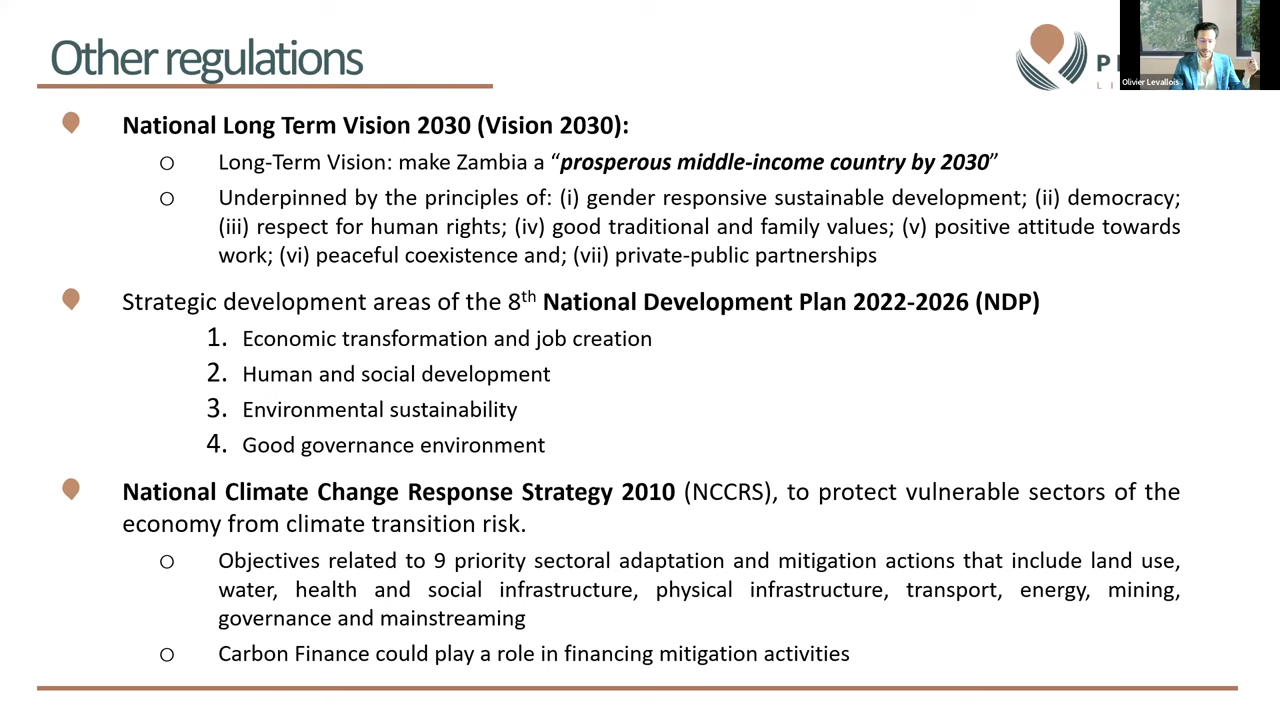 Other regulations
Olivier Levallois
National Long Term Vision 2030 (Vision 2030):
Long-Term Vision: make Zambia a “prosperous middle-income country by 2030”
Underpinned by the principles of: (i) gender responsive sustainable development; (ii) democracy;
(iii) respect for human rights; (iv) good traditional and family values; (v) positive attitude towards
work; (vi) peaceful coexistence and; (vii) private-public partnerships
Strategic development areas of the 8th National Development Plan 2022-2026 (NDP)
1. Economic transformation and job creation
2. Human and social development
3. Environmental sustainability
4. Good governance environment
National Climate Change Response Strategy 2010 (NCCRS), to protect vulnerable sectors of the
economy from climate transition risk.
Objectives related to 9 priority sectoral adaptation and mitigation actions that include land use,
water, health and social infrastructure, physical infrastructure, transport, energy, mining,
governance and mainstreaming
Carbon Finance could play a role in financing mitigation activities